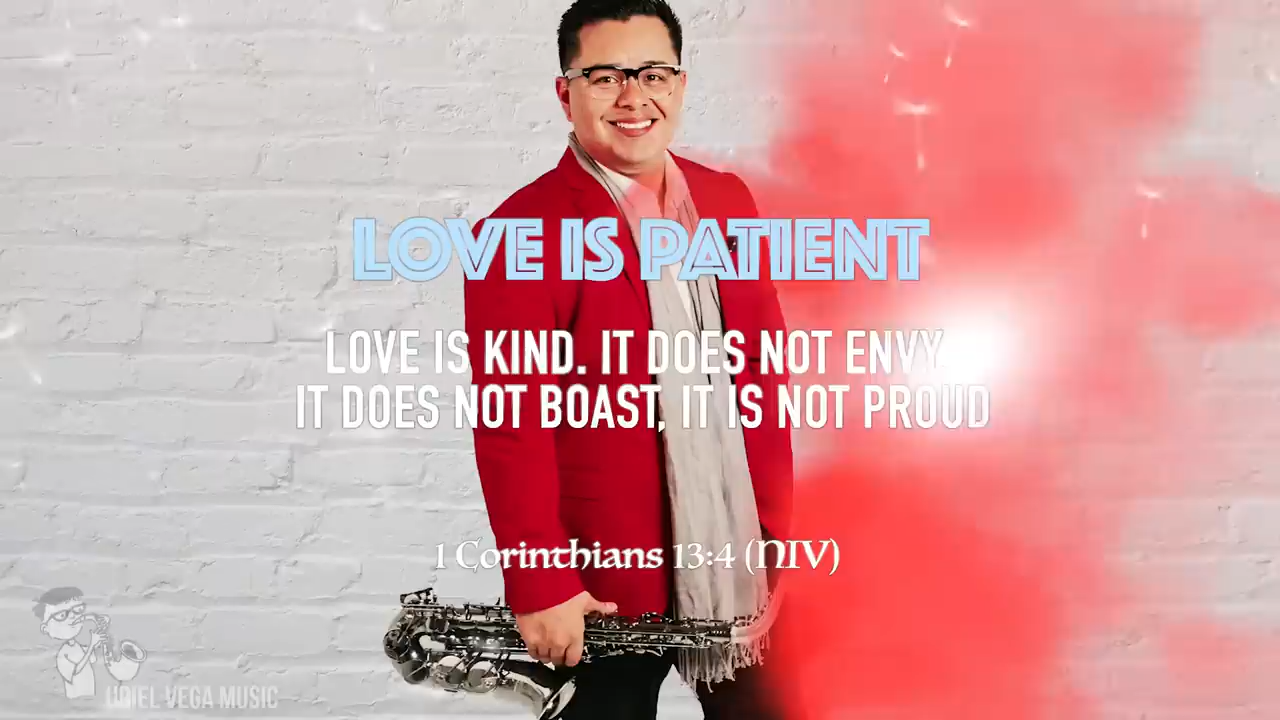 LOVE IS PATIENT
LOVE IS KIND. IT DOES NOT ENVY,
IT DOES NOT BOAST, IT IS NOT PROUD
1 Corinthians 13:4 (NIV)
URIEL VEGA MUSIC